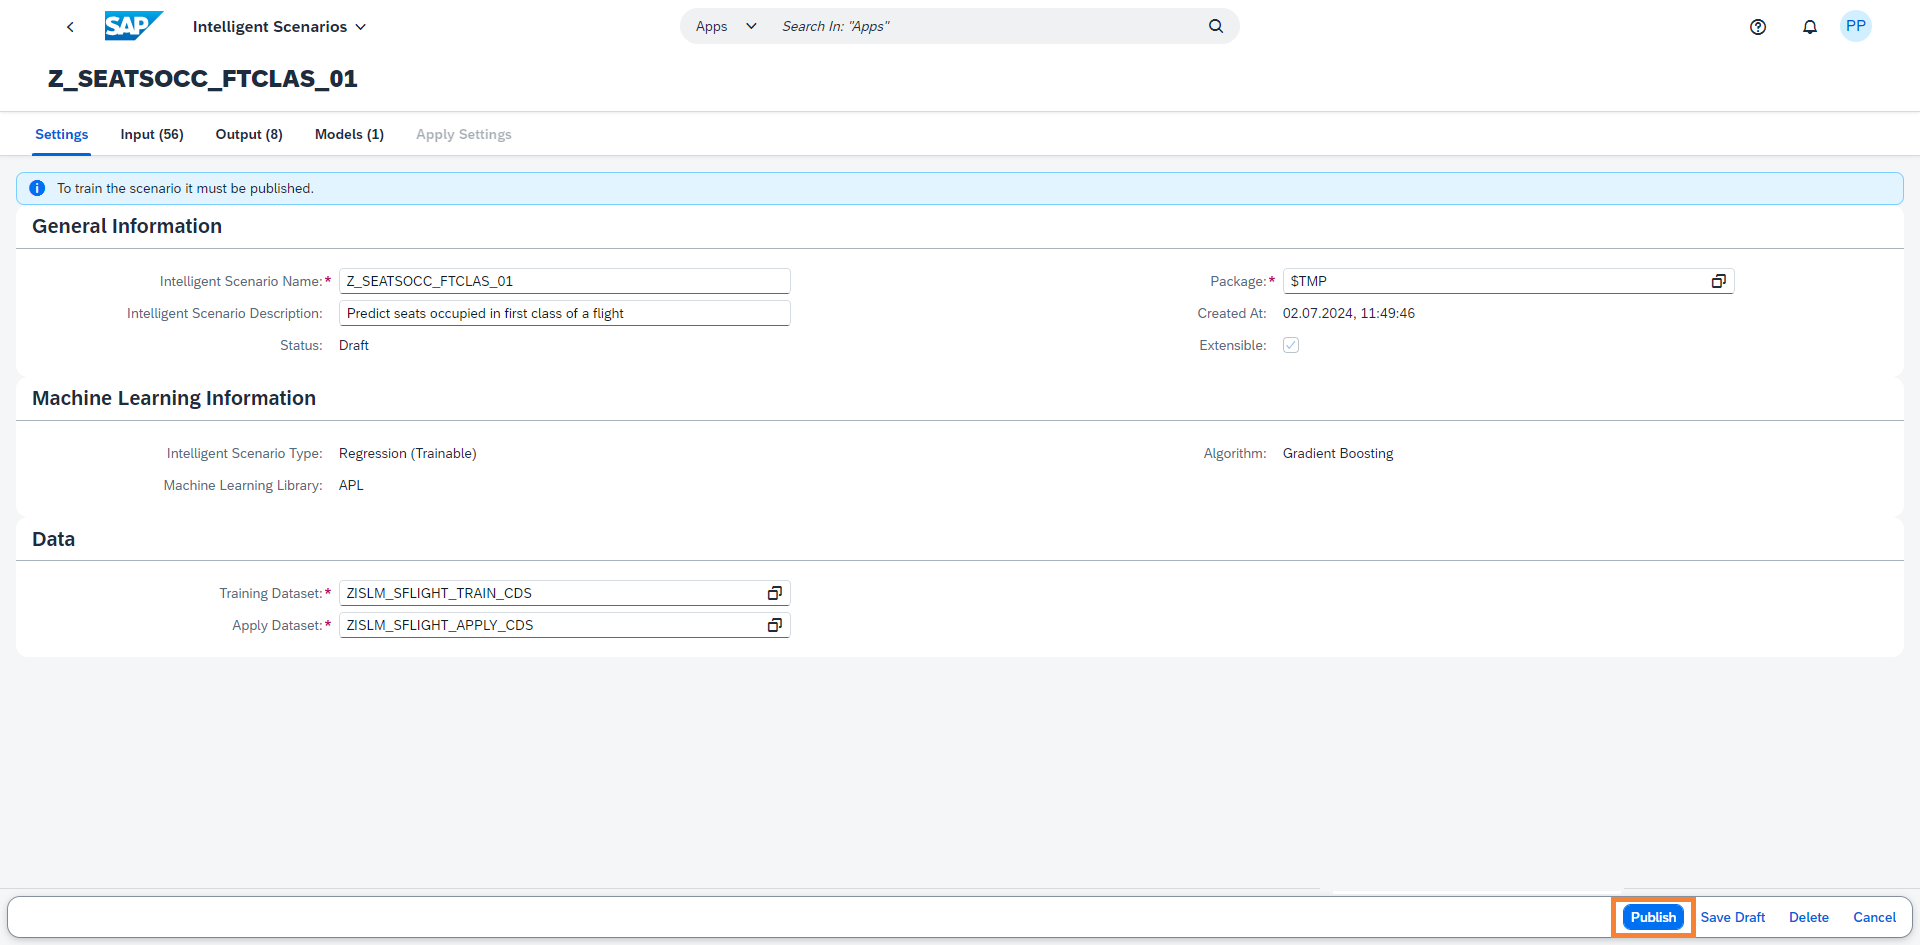 SAP Intelligent Scenarios Apps Search In: "Apps" PP
Z_SEATSOCC_FTCLAS_01
Settings Input (56) Output (8) Models (1) Apply Settings
To train the scenario it must be published.
General Information
Intelligent Scenario Name:* Z_SEATSOCC_FTCLAS_01 Package:* $TMP
Intelligent Scenario Description: Predict seats occupied in first class of a flight Created At: 02.07.2024, 11:49:46
Status: Draft Extensible:
Machine Learning Information
Intelligent Scenario Type: Regression (Trainable) Algorithm: Gradient Boosting
Machine Learning Library: APL
Data
Training Dataset:* ZISLM_SFLIGHT_TRAIN_CDS
Apply Dataset:* ZISLM_SFLIGHT_APPLY_CDS
Publish Save Draft Delete Cancel